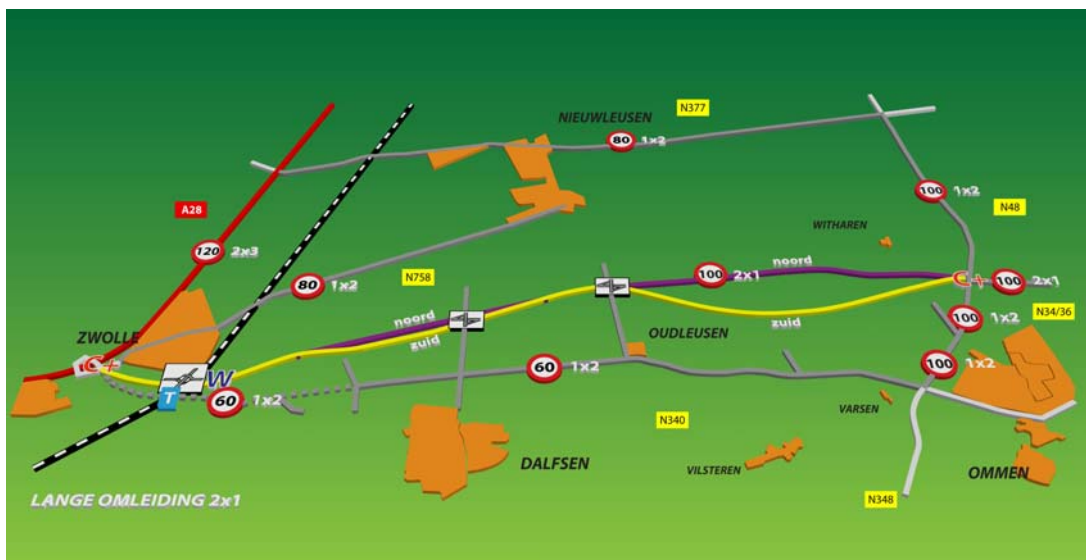 NIEUWLEUSEN
N377
80 1x2
A28
120 2x3
100 1x2
N48
WITHAREN
N758
80 1x2
noord
100 2x1
C+
100 2x1
noord
zuid
zuid
100 1x2
N34/36
ZWOLLE
C+
OUDLEUSEN
60 1x2
100 1x2
W
T
60 1x2
VARSEN
N340
DALFSEN
VILSTEREN
OMMEN
N348
LANGE OMLEIDING 2x1